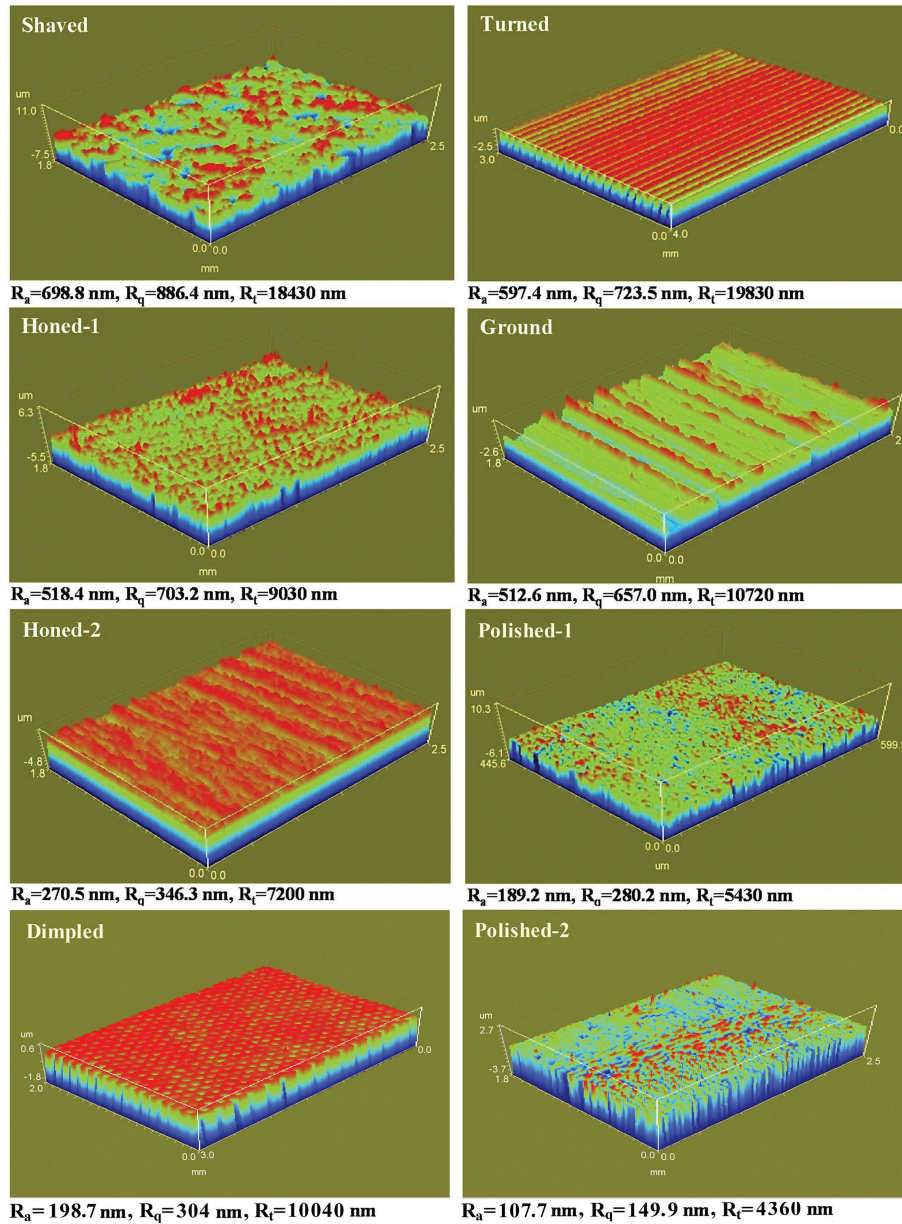 Shaved
um
11.0
-7.5
1.8
2.5
0.0
0.0
mm
Rₐ=698.8 nm, R_q=886.4 nm, Rₜ=18430 nm
Turned
um
-2.5
3.0
0.0
0.0
4.0
mm
Rₐ=597.4 nm, R_q=723.5 nm, Rₜ=19830 nm
Honed-1
um
6.3
-5.5
1.8
2.5
0.0
0.0
mm
Rₐ=518.4 nm, R_q=703.2 nm, Rₜ=9030 nm
Ground
um
-2.6
1.8
2
0.0
0.0
mm
Rₐ=512.6 nm, R_q=657.0 nm, Rₜ=10720 nm
Honed-2
um
-4.8
1.8
2.5
0.0
0.0
Rₐ=270.5 nm, R_q=346.3 nm, Rₜ=7200 nm
Polished-1
um
10.3
-6.1
445.6
599.
0.0
0.0
um
Rₐ=189.2 nm, R_q=280.2 nm, Rₜ=5430 nm
Dimpled
um
0.6
-1.8
2.0
0.0
0.0
3.0
mm
Rₐ=198.7 nm, R_q=304 nm, Rₜ=10040 nm
Polished-2
um
2.7
-3.7
1.8
2.5
0.0
0.0
mm
Rₐ=107.7 nm, R_q=149.9 nm, Rₜ=4360 nm